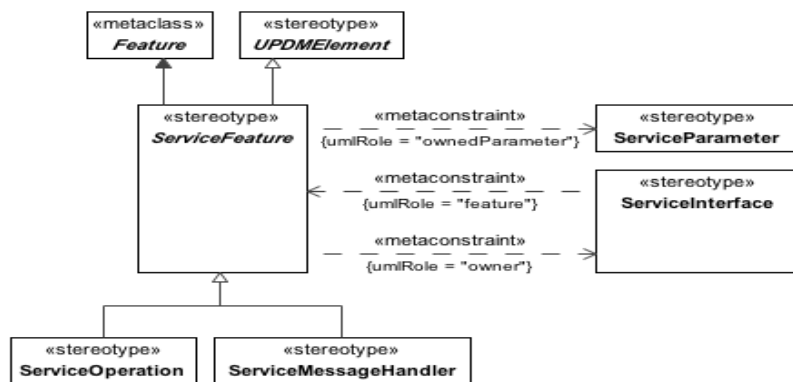 «metaclass»
Feature
«stereotype»
UPDMElement
«stereotype»
ServiceFeature
«metaconstraint»
{umlRole = "ownedParameter"}
«stereotype»
ServiceParameter
«metaconstraint»
{umlRole = "feature"}
«stereotype»
ServiceInterface
«metaconstraint»
{umlRole = "owner"}
«stereotype»
ServiceOperation
«stereotype»
ServiceMessageHandler